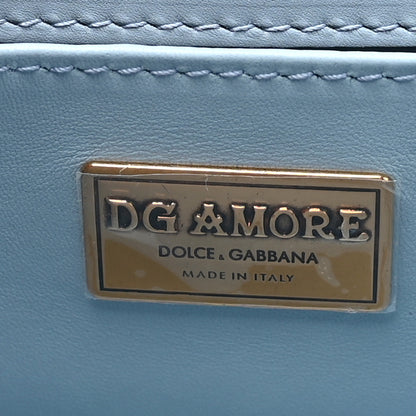 DG AMORE
DOLCE & GABBANA
MADE IN ITALY